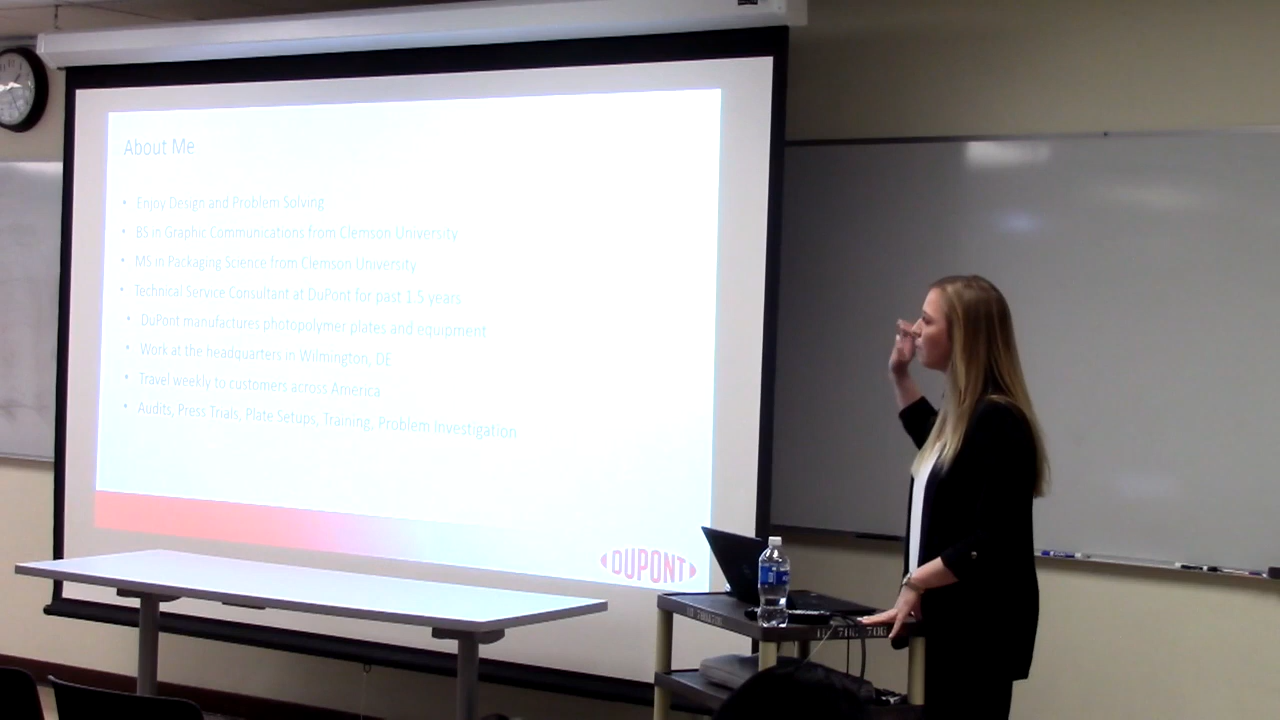 About Me
• Enjoy Design and Problem Solving
• BS in Graphic Communications from Clemson University
• MS in Packaging Science from Clemson University
• Technical Service Consultant at DuPont for past 1.5 years
• DuPont manufactures photopolymer plates and equipment
• Work at the headquarters in Wilmington, DE
• Travel weekly to customers across America
• Audits, Press Trials, Plate Setups, Training, Problem Investigation
DUPONT